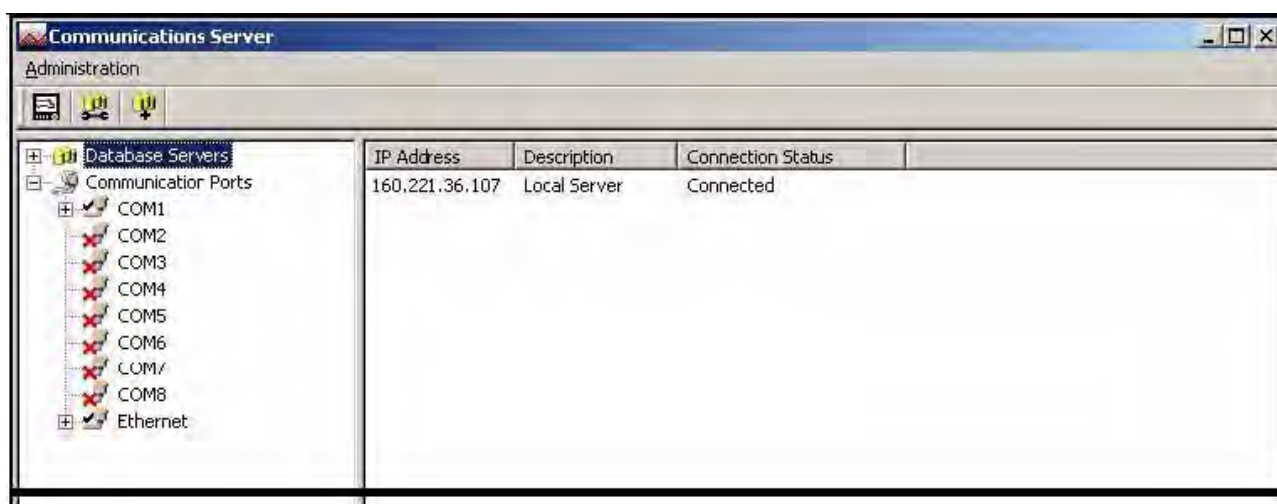 Communications Server
Administration
Database Servers
Communication Ports
COM1
COM2
COM3
COM4
COM5
COM6
COM7
COM8
Ethernet
IP Address Description Connection Status
160.221.36.107 Local Server Connected